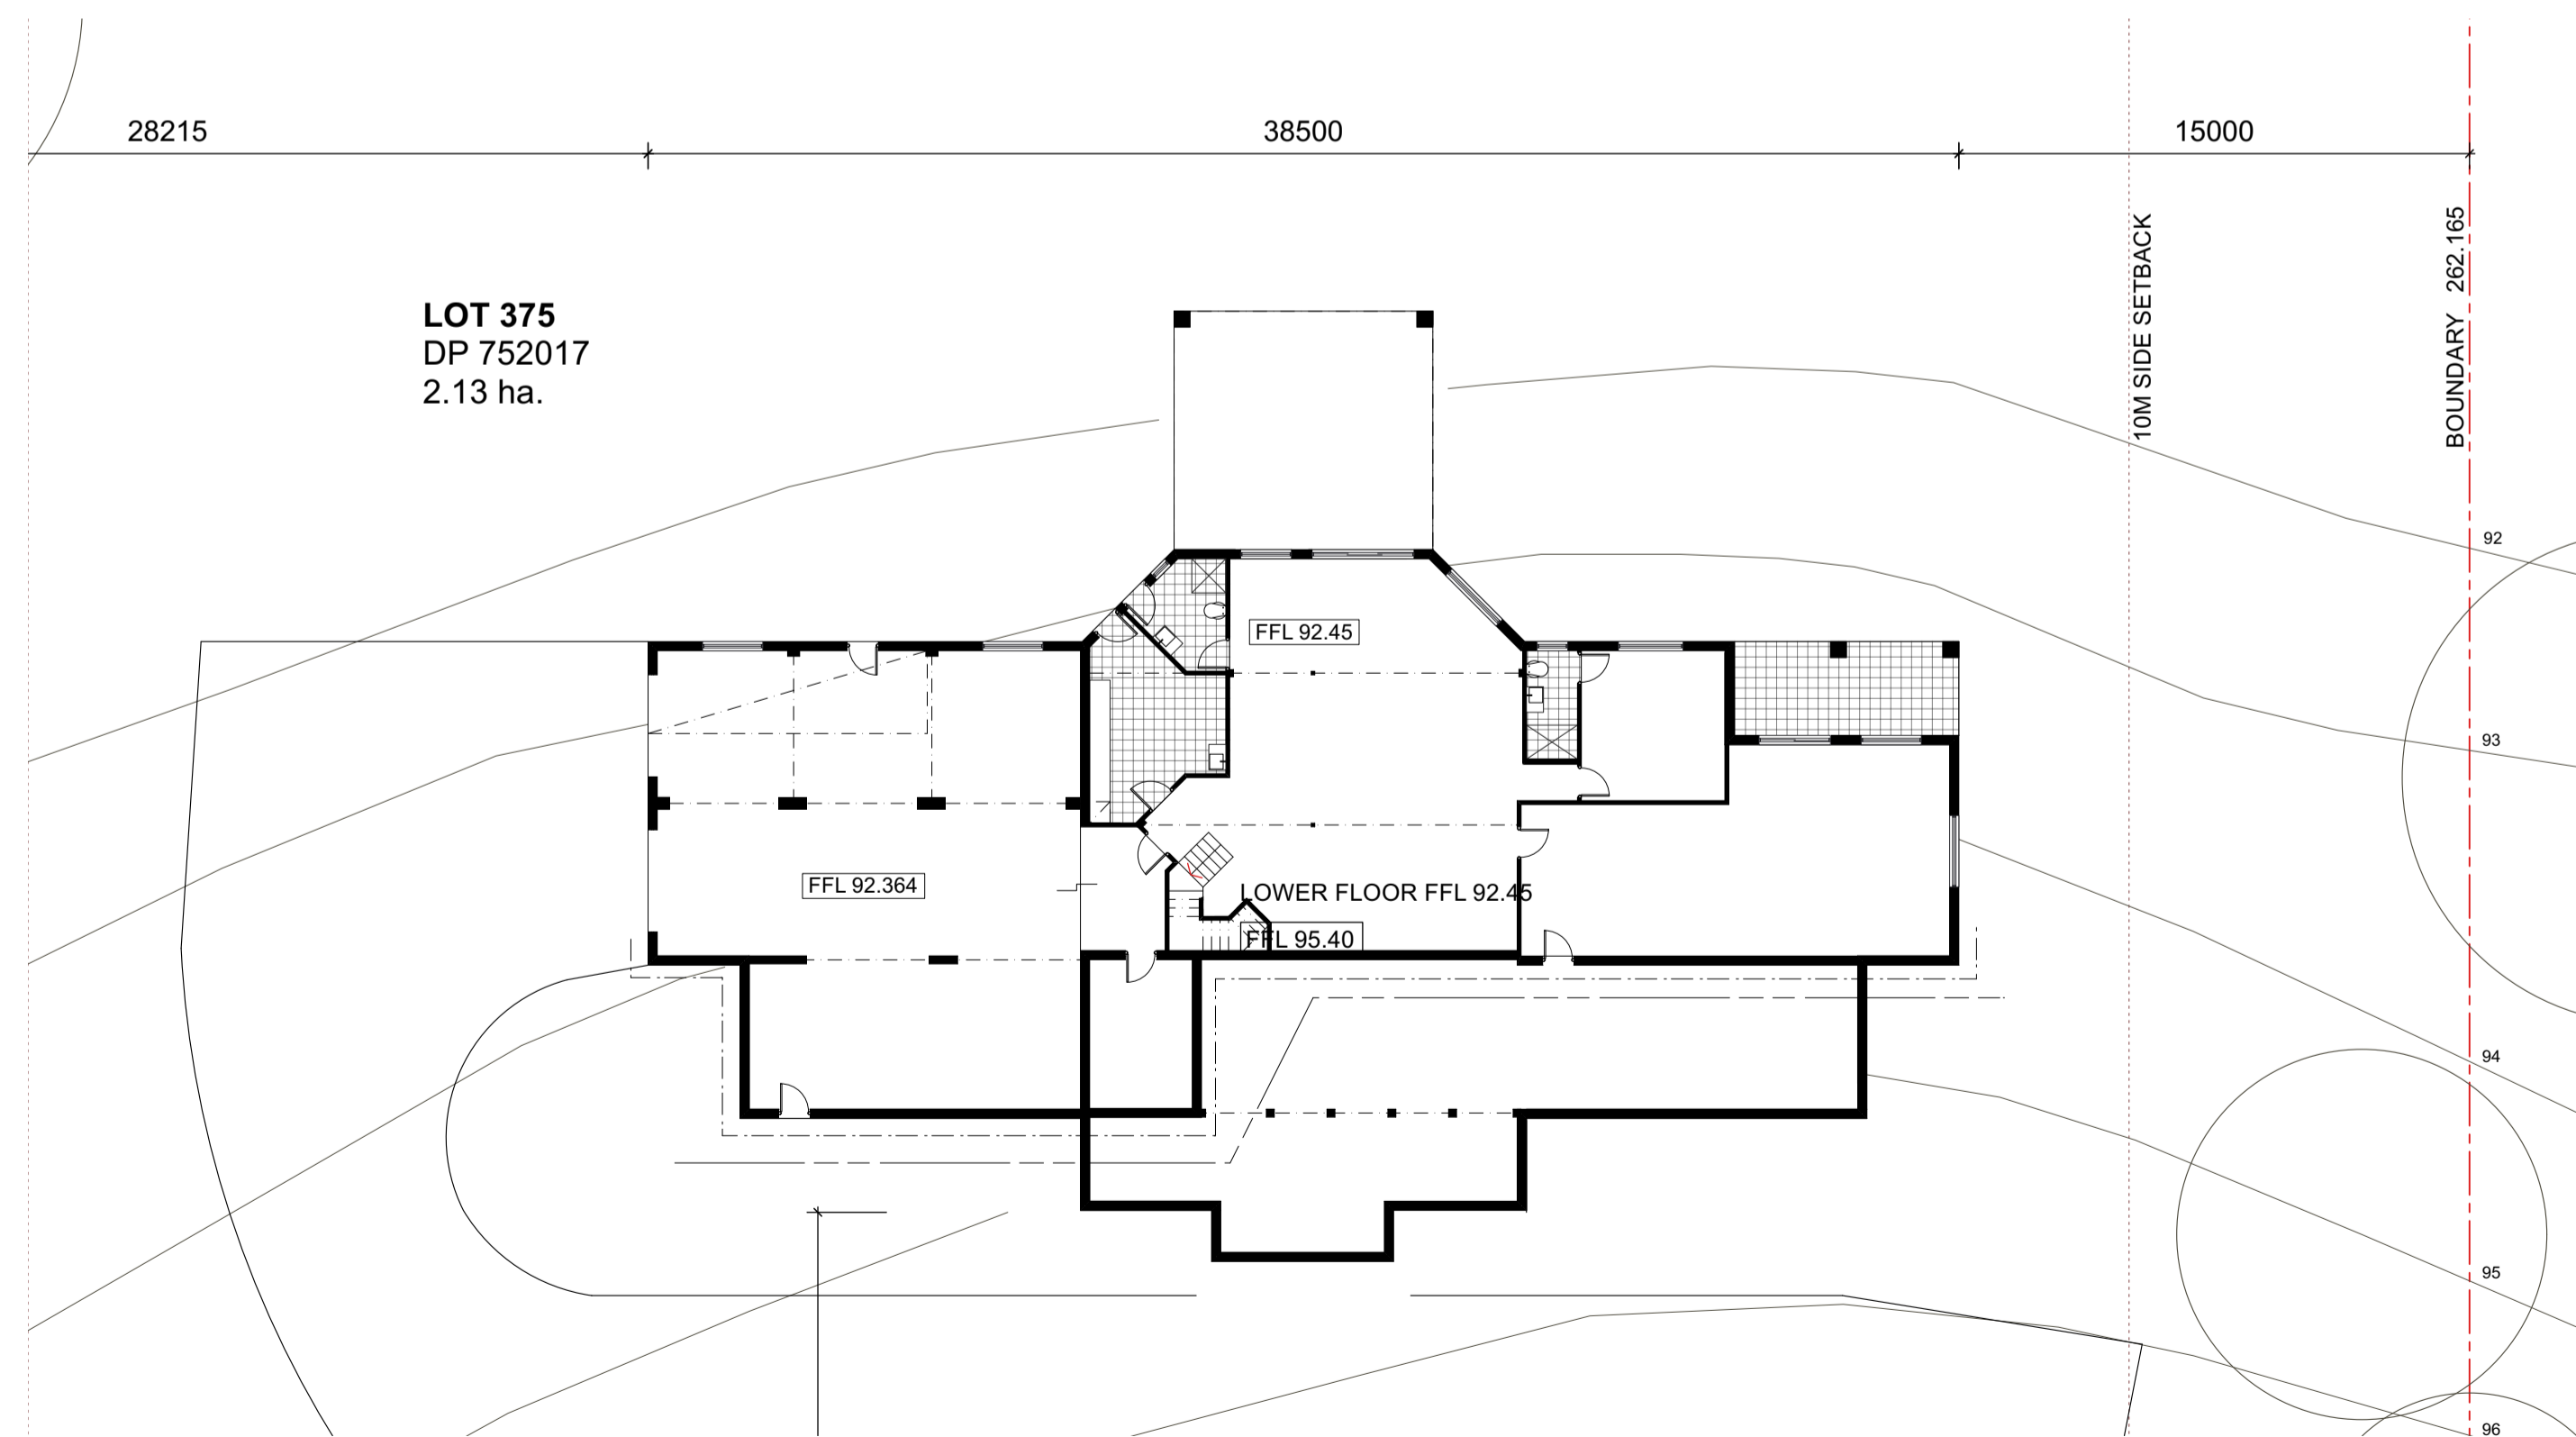 28215
38500
15000
10M SIDE SETBACK
BOUNDARY 262.165
LOT 375
DP 752017
2.13 ha.
92
FFL 92.45
93
FFL 92.364
LOWER FLOOR FFL 92.45
FFL 95.40
94
95
96